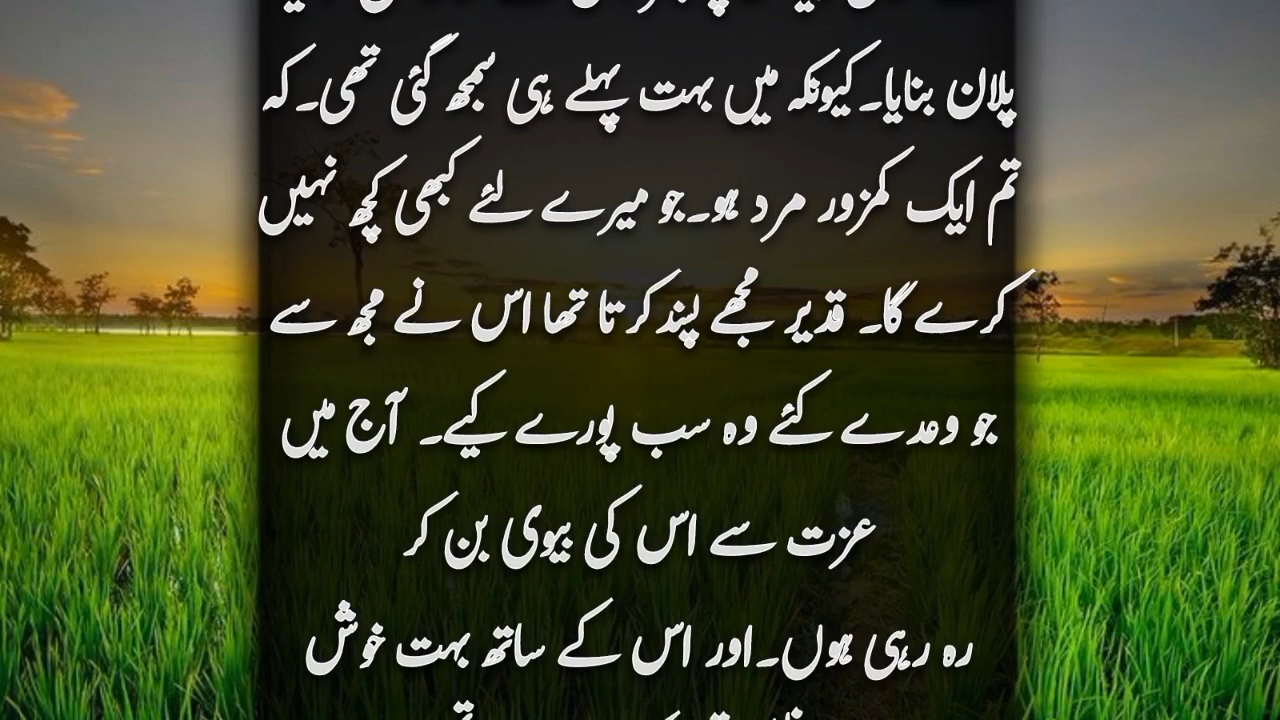 پلان بنایا۔کیونکہ میں بہت پہلے ہی سمجھ گئی تھی۔کہ
تم ایک کمزور مرد ہو۔جو میرے لئے کبھی کچھ نہیں
کرے گا۔ قدیر مجھے پسند کرتا تھا اس نے مجھ سے
جو وعدے کئے وہ سب پورے کیے۔ آج میں
عزت سے اس کی بیوی بن کر
رہ رہی ہوں۔اور اس کے ساتھ بہت خوش